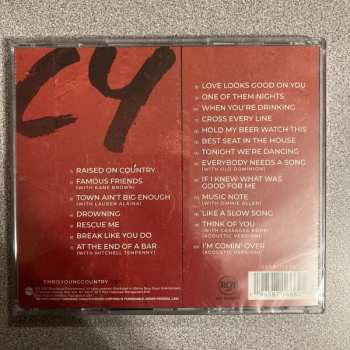 CY
RAISED ON COUNTRY
FAMOUS FRIENDS
(WITH KANE BROWN)
TOWN AIN'T BIG ENOUGH
(WITH LAUREN ALAINA)
DROWNING
RESCUE ME
BREAK LIKE YOU DO
AT THE END OF A BAR
(WITH MITCHELL TENPENNY)
LOVE LOOKS GOOD ON YOU
ONE OF THEM NIGHTS
WHEN YOU'RE DRINKING
CROSS EVERY LINE
HOLD MY BEER WATCH THIS
BEST SEAT IN THE HOUSE
TONIGHT WE'RE DANCING
EVERYBODY NEEDS A SONG
(WITH OLD DOMINION)
IF I KNEW WHAT WAS
GOOD FOR ME
MUSIC NOTE
(WITH JIMMIE ALLEN)
LIKE A SLOW SONG
THINK OF YOU
(WITH CASSADEE POPE)
(ACOUSTIC VERSION)
I'M COMIN' OVER
(ACOUSTIC VERSION)
CHRISYOUNGCOUNTRY
RCA